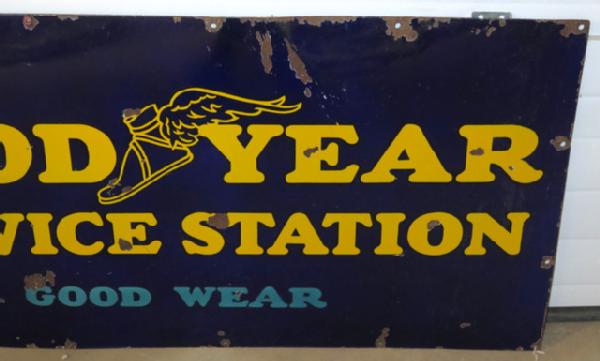 OD YEAR
VICE STATION
GOOD WEAR